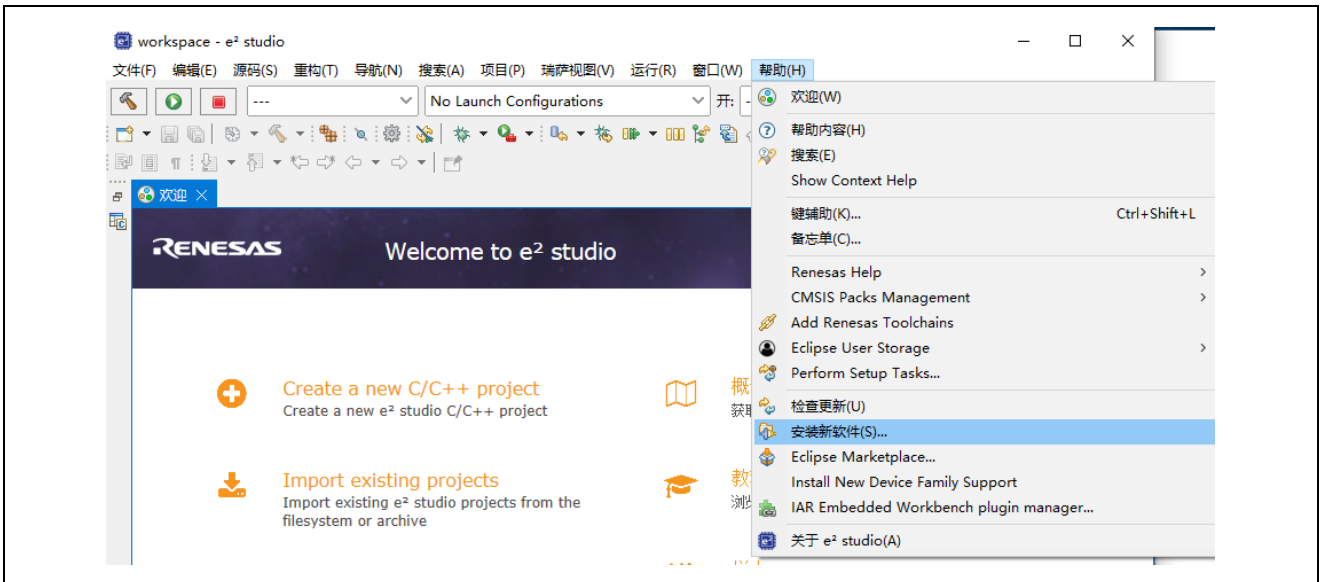 workspace - e² studio
文件(F) 编辑(E) 源码(S) 重构(T) 导航(N) 搜索(A) 项目(P) 瑞萨视图(V) 运行(R) 窗口(W) 帮助(H)
--- No Launch Configurations 开: -
欢迎
RENESAS Welcome to e² studio
Create a new C/C++ project
Create a new e² studio C/C++ project
Import existing projects
Import existing e² studio projects from the
filesystem or archive
概
获
教
浏
欢迎(W)
帮助内容(H)
搜索(E)
Show Context Help
键辅助(K)... Ctrl+Shift+L
备忘单(C)...
Renesas Help
CMSIS Packs Management
Add Renesas Toolchains
Eclipse User Storage
Perform Setup Tasks...
检查更新(U)
安装新软件(S)...
Eclipse Marketplace...
Install New Device Family Support
IAR Embedded Workbench plugin manager...
关于 e² studio(A)